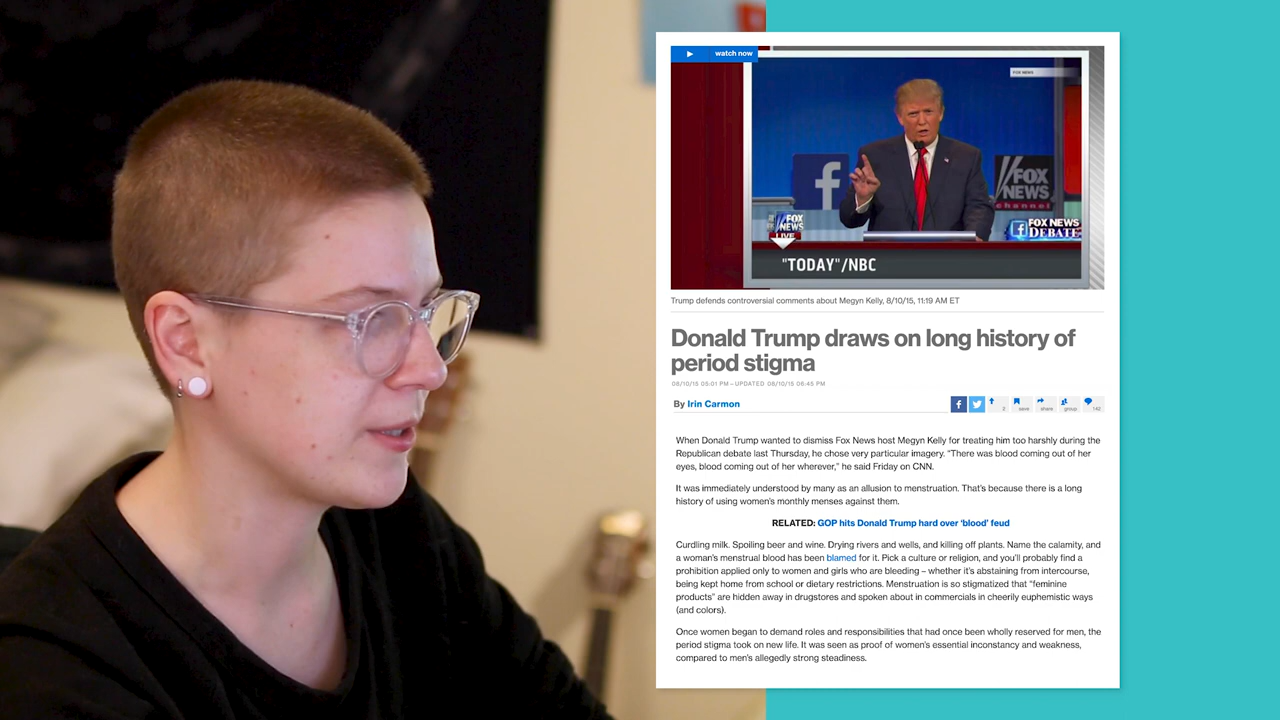 watch now
FOX NEWS
f
FOX
NEWS
channel
FOX
NEWS
LIVE
f FOX NEWS
DEBATE
"TODAY"/NBC
Trump defends controversial comments about Megyn Kelly, 8/10/15, 11:19 AM ET
Donald Trump draws on long history of
period stigma
08/10/15 05:01 PM—UPDATED 08/10/15 06:45 PM
By Irin Carmon
f
3
save
share
group
142
When Donald Trump wanted to dismiss Fox News host Megyn Kelly for treating him too harshly during the
Republican debate last Thursday, he chose very particular imagery. “There was blood coming out of her
eyes, blood coming out of her wherever,” he said Friday on CNN.
It was immediately understood by many as an allusion to menstruation. That’s because there is a long
history of using women’s monthly menses against them.
RELATED: GOP hits Donald Trump hard over ‘blood’ feud
Curdling milk. Spoiling beer and wine. Drying rivers and wells, and killing off plants. Name the calamity, and
a woman’s menstrual blood has been blamed for it. Pick a culture or religion, and you’ll probably find a
prohibition applied only to women and girls who are bleeding – whether it’s abstaining from intercourse,
being kept home from school or dietary restrictions. Menstruation is so stigmatized that “feminine
products” are hidden away in drugstores and spoken about in commercials in cheerily euphemistic ways
(and colors).
Once women began to demand roles and responsibilities that had once been wholly reserved for men, the
period stigma took on new life. It was seen as proof of women’s essential inconstancy and weakness,
compared to men’s allegedly strong steadiness.